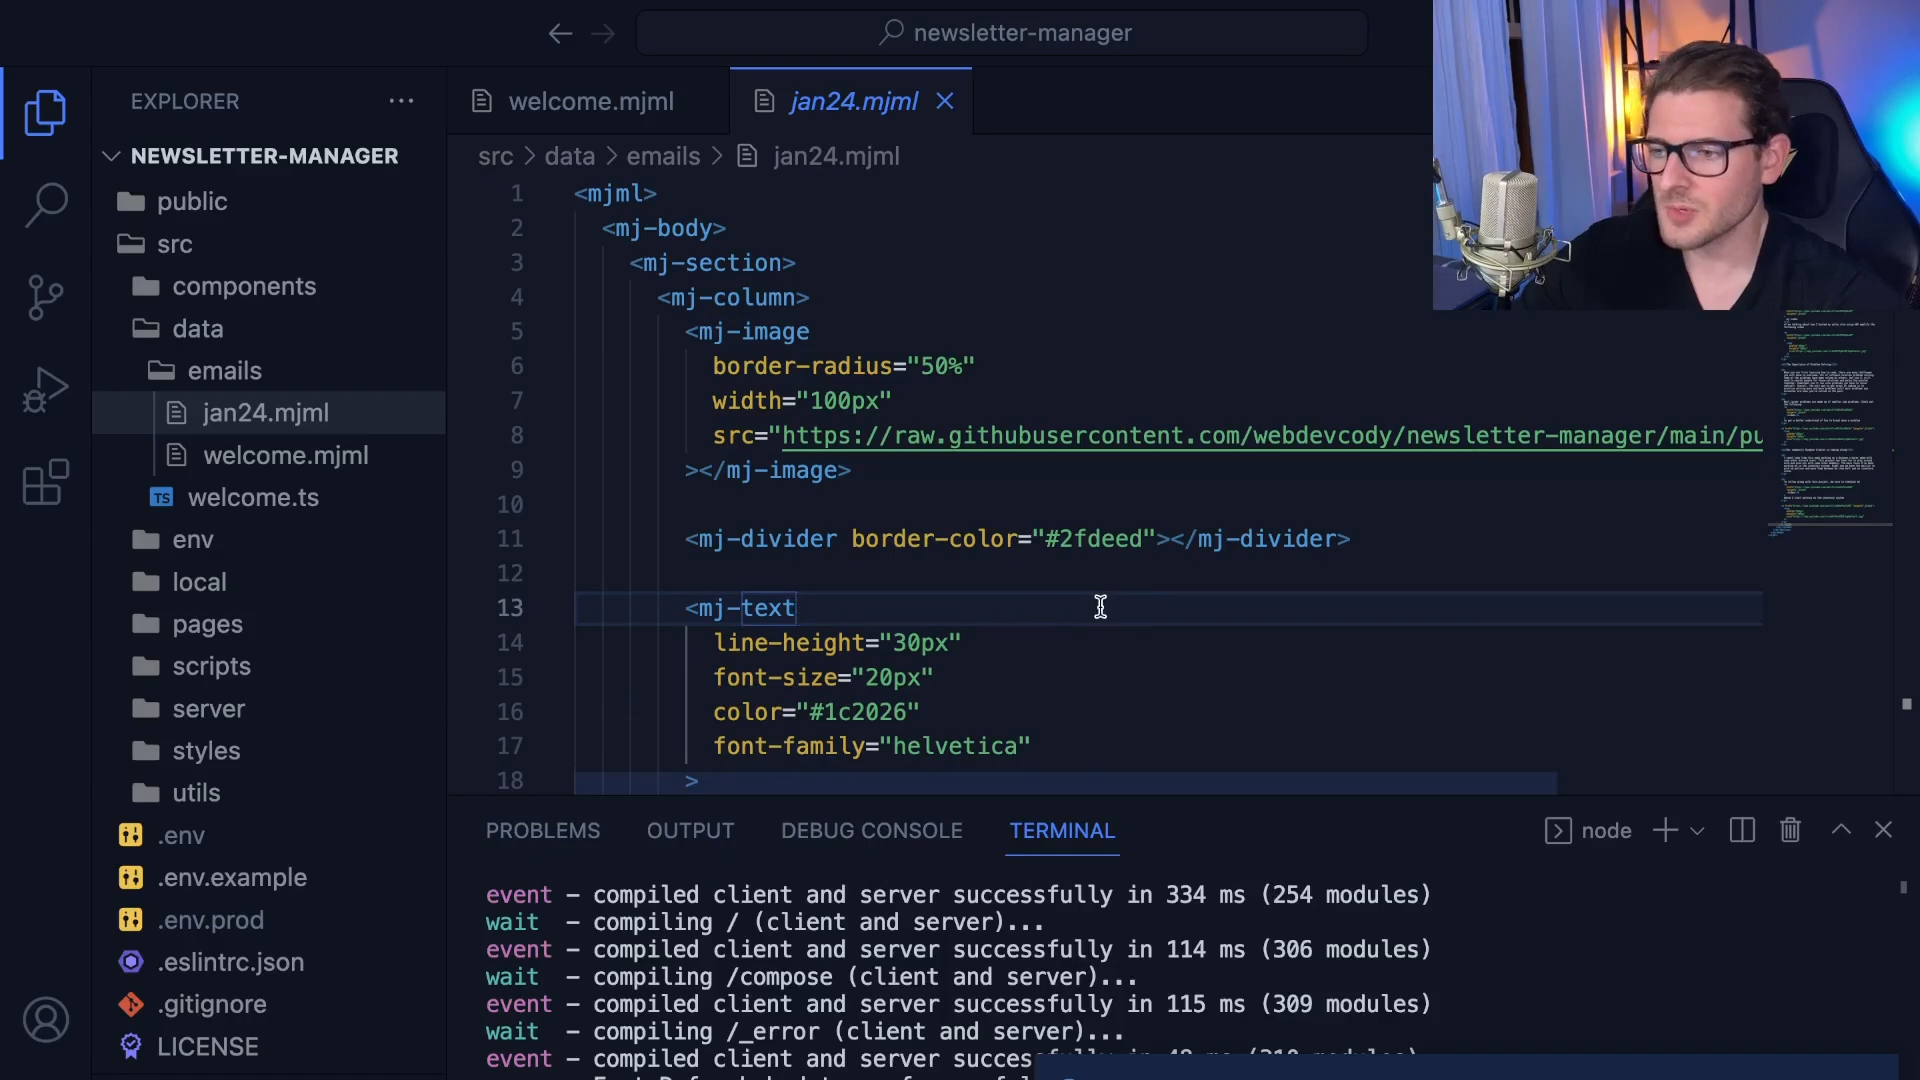 newsletter-manager
EXPLORER
NEWSLETTER-MANAGER
public
src
components
data
emails
jan24.mjml
welcome.mjml
TS welcome.ts
env
local
pages
scripts
server
styles
utils
.env
.env.example
.env.prod
.eslintrc.json
.gitignore
LICENSE
welcome.mjml
jan24.mjml
src > data > emails > jan24.mjml
1 <mjml>
2 <mj-body>
3 <mj-section>
4 <mj-column>
5 <mj-image
6 border-radius="50%"
7 width="100px"
8 src="https://raw.githubusercontent.com/webdevcody/newsletter-manager/main/pu
9 ></mj-image>
10
11 <mj-divider border-color="#2fdeed"></mj-divider>
12
13 <mj-text
14 line-height="30px"
15 font-size="20px"
16 color="#1c2026"
17 font-family="helvetica"
18 >
PROBLEMS OUTPUT DEBUG CONSOLE TERMINAL node
event - compiled client and server successfully in 334 ms (254 modules)
wait - compiling / (client and server)...
event - compiled client and server successfully in 114 ms (306 modules)
wait - compiling /compose (client and server)...
event - compiled client and server successfully in 115 ms (309 modules)
wait - compiling /_error (client and server)...
event - compiled client and server